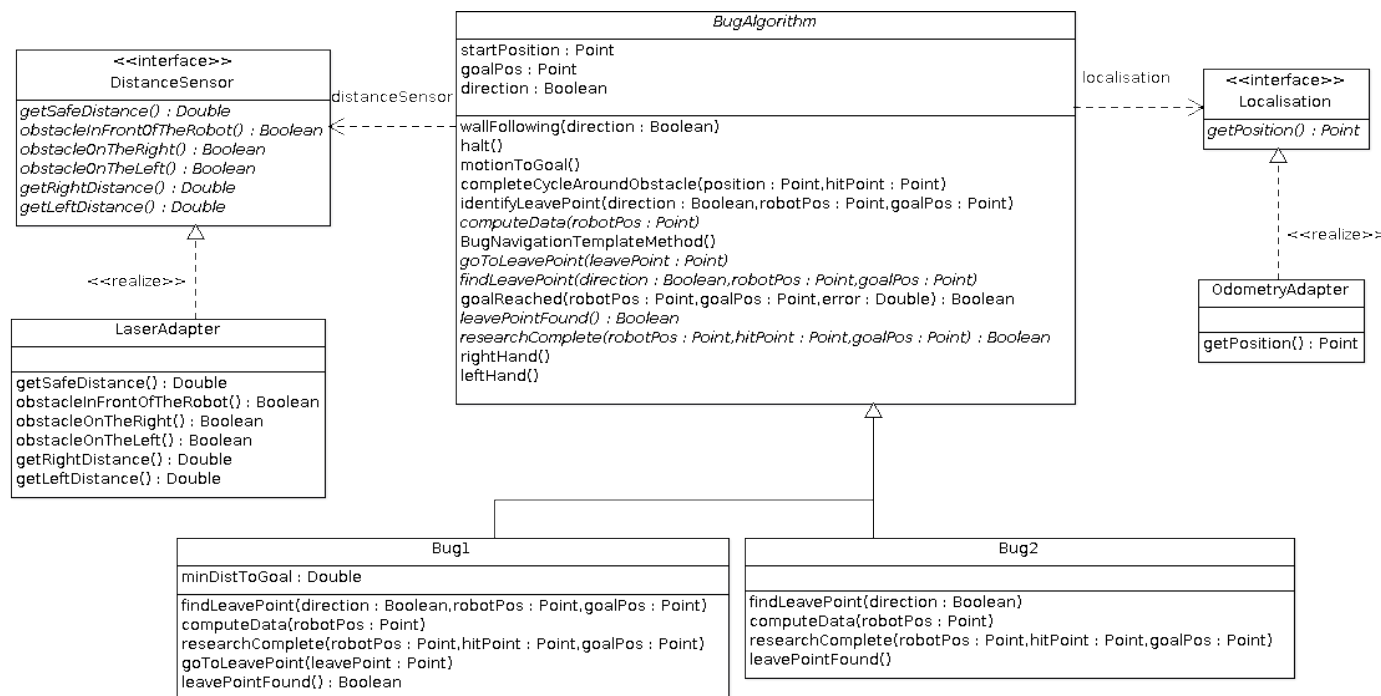 BugAlgorithm
startPosition : Point
goalPos : Point
direction : Boolean
wallFollowing(direction : Boolean)
halt()
motionToGoal()
completeCycleAroundObstacle(position : Point,hitPoint : Point)
identifyLeavePoint(direction : Boolean,robotPos : Point,goalPos : Point)
computeData(robotPos : Point)
BugNavigationTemplateMethod()
goToLeavePoint(leavePoint : Point)
findLeavePoint(direction : Boolean,robotPos : Point,goalPos : Point)
goalReached(robotPos : Point,goalPos : Point,error : Double) : Boolean
leavePointFound() : Boolean
researchComplete(robotPos : Point,hitPoint : Point,goalPos : Point) : Boolean
rightHand()
leftHand()
<<interface>>
DistanceSensor
getSafeDistance() : Double
obstacleInFrontOfTheRobot() : Boolean
obstacleOnTheRight() : Boolean
obstacleOnTheLeft() : Boolean
getRightDistance() : Double
getLeftDistance() : Double
distanceSensor
localisation
<<interface>>
Localisation
getPosition() : Point
<<realize>>
<<realize>>
LaserAdapter
getSafeDistance() : Double
obstacleInFrontOfTheRobot() : Boolean
obstacleOnTheRight() : Boolean
obstacleOnTheLeft() : Boolean
getRightDistance() : Double
getLeftDistance() : Double
OdometryAdapter
getPosition() : Point
Bug1
minDistToGoal : Double
findLeavePoint(direction : Boolean,robotPos : Point,goalPos : Point)
computeData(robotPos : Point)
researchComplete(robotPos : Point,hitPoint : Point,goalPos : Point)
goToLeavePoint(leavePoint : Point)
leavePointFound() : Boolean
Bug2
findLeavePoint(direction : Boolean)
computeData(robotPos : Point)
researchComplete(robotPos : Point,hitPoint : Point,goalPos : Point)
leavePointFound()